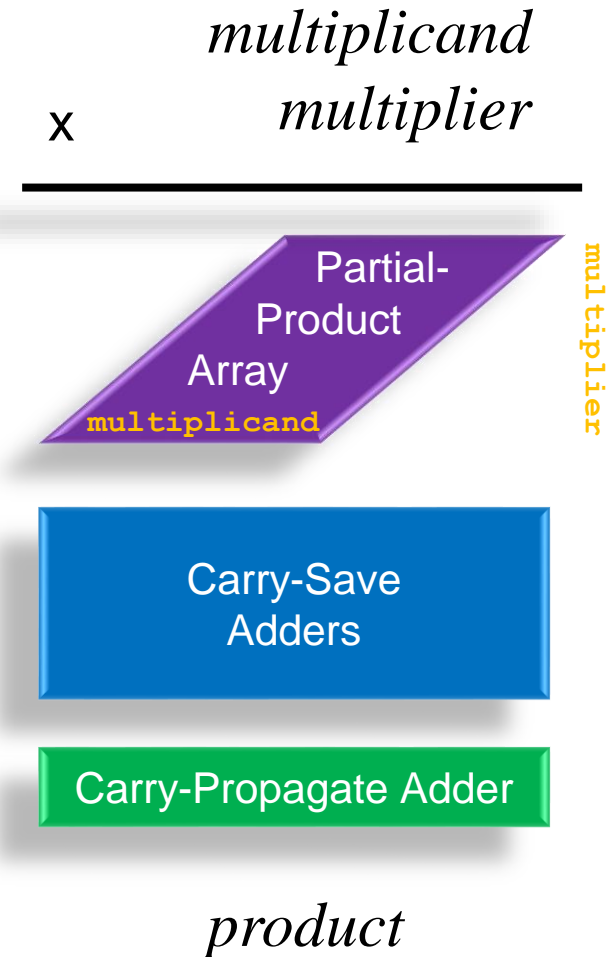 multiplicand
x multiplier
Partial-
Product
Array
multiplicand
multiplier
Carry-Save
Adders
Carry-Propagate Adder
product